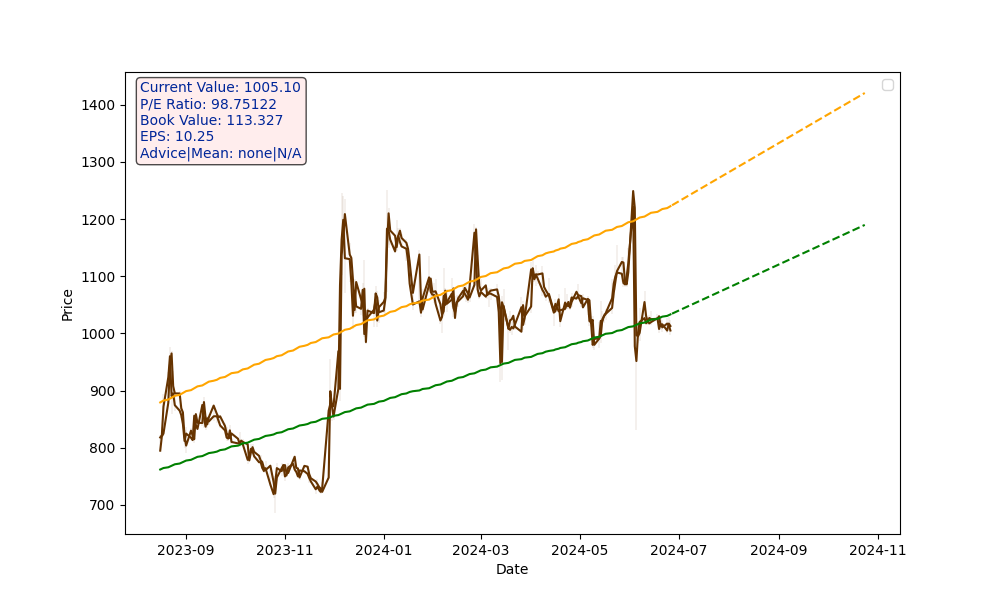 Current Value: 1005.10
P/E Ratio: 98.75122
Book Value: 113.327
EPS: 10.25
Advice|Mean: none|N/A
1400
1300
1200
1100
1000
900
800
700
Price
2023-09 2023-11 2024-01 2024-03 2024-05 2024-07 2024-09 2024-11
Date